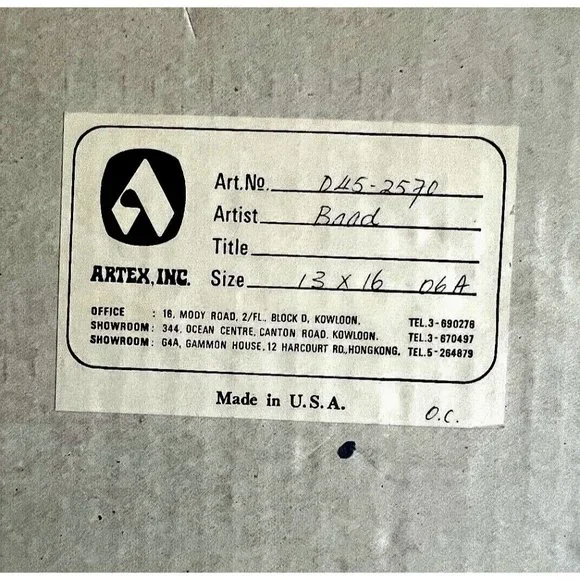 Art.No. D45-2570
Artist Baad
Title
ARTEX, INC.
Size 13 X 16 06A
OFFICE : 16, MODY ROAD, 2/FL., BLOCK D, KOWLOON. TEL.3-690276
SHOWROOM: 344, OCEAN CENTRE, CANTON ROAD, KOWLOON. TEL.3-670497
SHOWROOM: G4A, GAMMON HOUSE, 12 HARCOURT RD.,HONGKONG. TEL.5-264879
Made in U.S.A.
O.C.